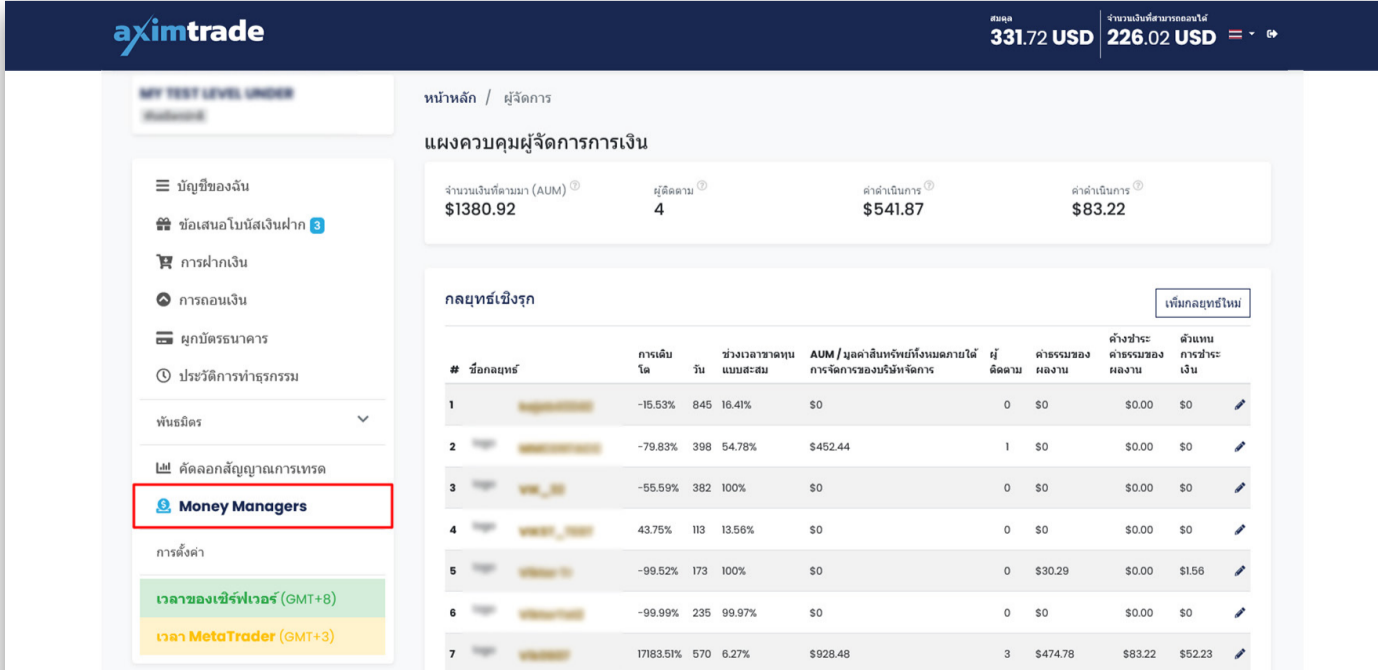 aximtrade
สมดุล
331.72 USD
จำนวนเงินที่สามารถถอนได้
226.02 USD
MY TEST LEVEL UNDER
หน้าหลัก / ผู้จัดการ
แผงควบคุมผู้จัดการการเงิน
จำนวนเงินที่ตามมา (AUM) ?
$1380.92
ผู้ติดตาม ?
4
ค่าดำเนินการ ?
$541.87
ค่าดำเนินการ ?
$83.22
บัญชีของฉัน
ข้อเสนอโบนัสเงินฝาก 3
การฝากเงิน
การถอนเงิน
ผูกบัตรธนาคาร
ประวัติการทำธุรกรรม
พันธมิตร
คัดลอกสัญญาณการเทรด
Money Managers
การตั้งค่า
เวลาของเซิร์ฟเวอร์ (GMT+8)
เวลา MetaTrader (GMT+3)
กลยุทธ์เชิงรุก
เพิ่มกลยุทธ์ใหม่
# ชื่อกลยุทธ์ การเติบโต วัน ช่วงเวลาขาดทุนแบบสะสม AUM / มูลค่าสินทรัพย์ทั้งหมดภายใต้การจัดการของบริษัทจัดการ ผู้ติดตาม ค่าธรรมของผลงาน ค้างชำระค่าธรรมของผลงาน ตัวแทนการชำระเงิน
1 -15.53% 845 16.41% $0 0 $0 $0.00 $0
2 -79.83% 398 54.78% $452.44 1 $0 $0.00 $0
3 -55.59% 382 100% $0 0 $0 $0.00 $0
4 43.75% 113 13.56% $0 0 $0 $0.00 $0
5 -99.52% 173 100% $0 0 $30.29 $0.00 $1.56
6 -99.99% 235 99.97% $0 0 $0 $0.00 $0
7 17183.51% 570 6.27% $928.48 3 $474.78 $83.22 $52.23